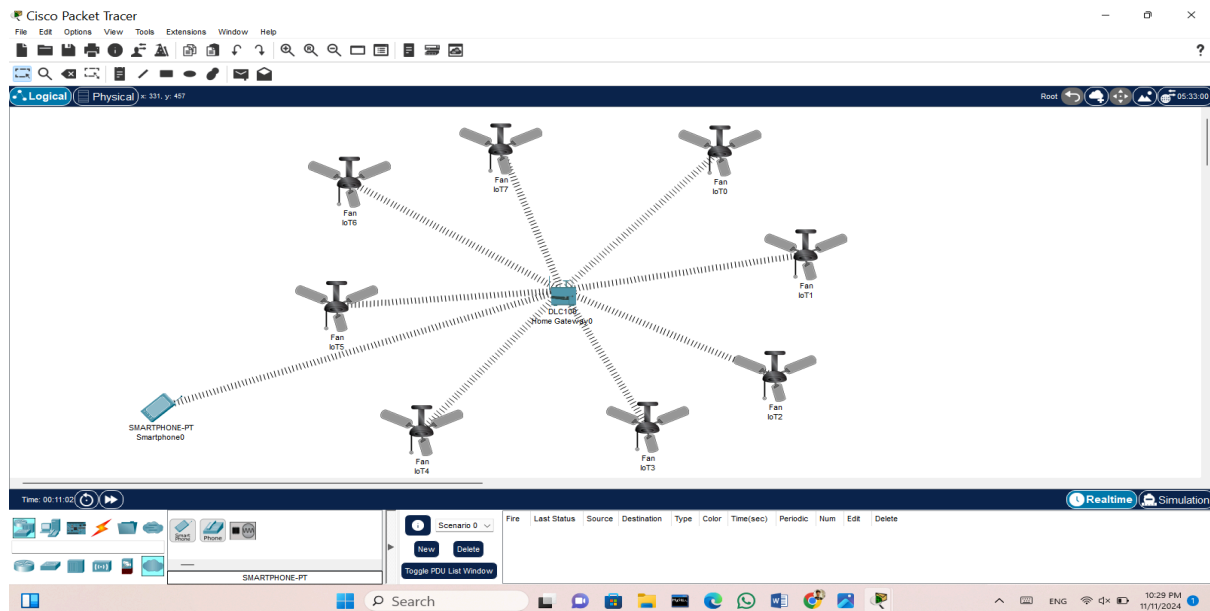 Cisco Packet Tracer
File Edit Options View Tools Extensions Window Help
?
Logical Physical x: 331, y: 457 Root 05:33:00
Fan
IoT7
Fan
IoT0
Fan
IoT6
Fan
IoT1
DLC100
Home Gateway0
Fan
IoT5
Fan
IoT2
SMARTPHONE-PT
Smartphone0
Fan
IoT4
Fan
IoT3
Time: 00:11:02 Realtime Simulation
Scenario 0 Fire Last Status Source Destination Type Color Time(sec) Periodic Num Edit Delete
Smart Phone
Phone
New Delete
Toggle PDU List Window
SMARTPHONE-PT
Search
ENG
10:29 PM
11/11/2024
1